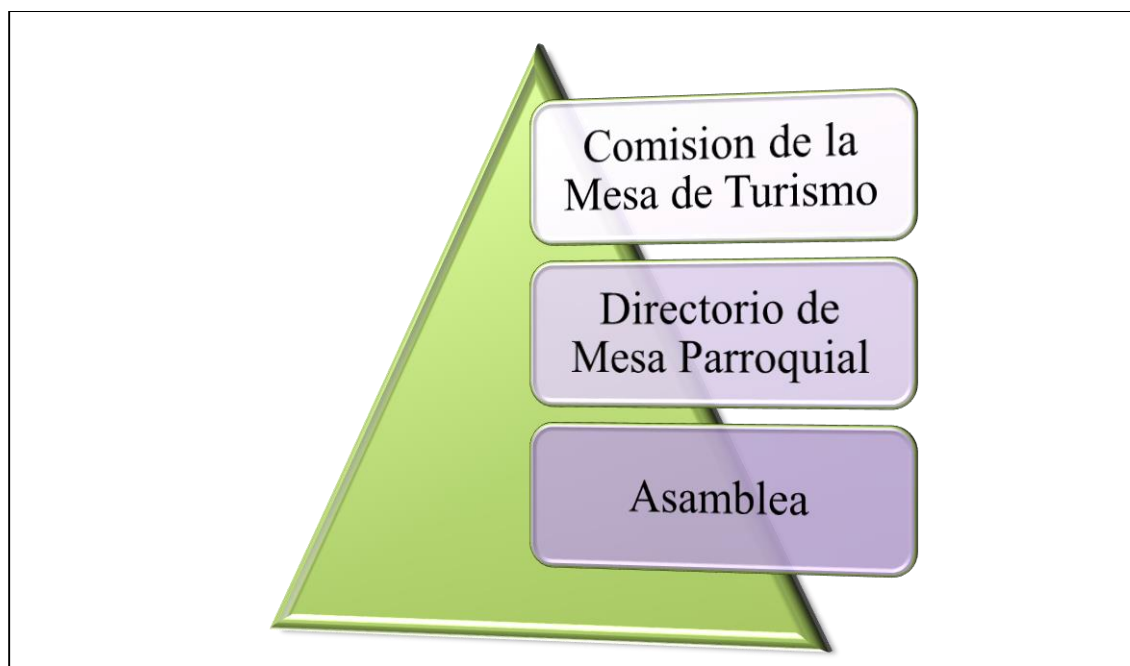 Comision de la
Mesa de Turismo
Directorio de
Mesa Parroquial
Asamblea